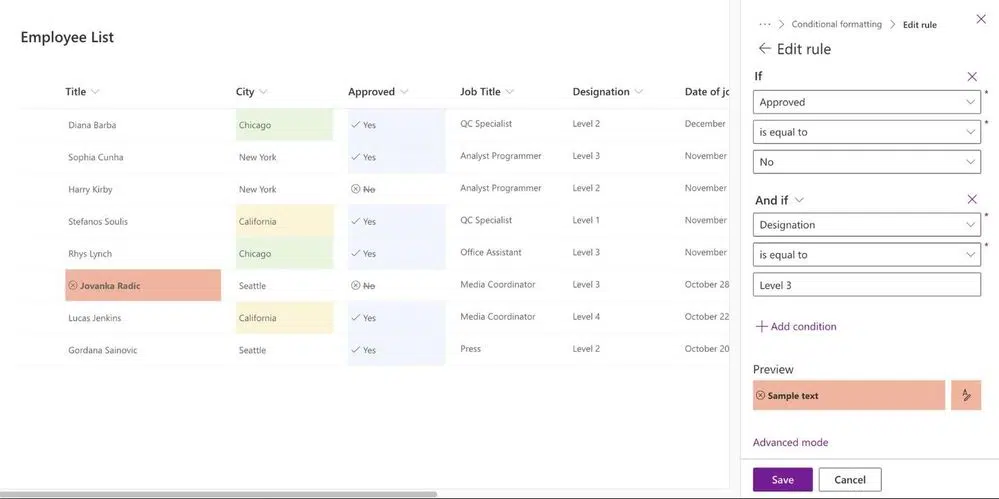 Employee List
Title City Approved Job Title Designation Date of jo
Diana Barba Chicago Yes QC Specialist Level 2 December
Sophia Cunha New York Yes Analyst Programmer Level 3 November
Harry Kirby New York No Analyst Programmer Level 2 November
Stefanos Soulis California Yes QC Specialist Level 1 November
Rhys Lynch Chicago Yes Office Assistant Level 3 November
Jovanka Radic Seattle No Media Coordinator Level 3 October 28
Lucas Jenkins California Yes Media Coordinator Level 4 October 22
Gordana Sainovic Seattle Yes Press Level 2 October 20
··· > Conditional formatting > Edit rule
Edit rule
If
Approved *
is equal to *
No
And if
Designation *
is equal to *
Level 3
Add condition
Preview
Sample text
Advanced mode
Save Cancel